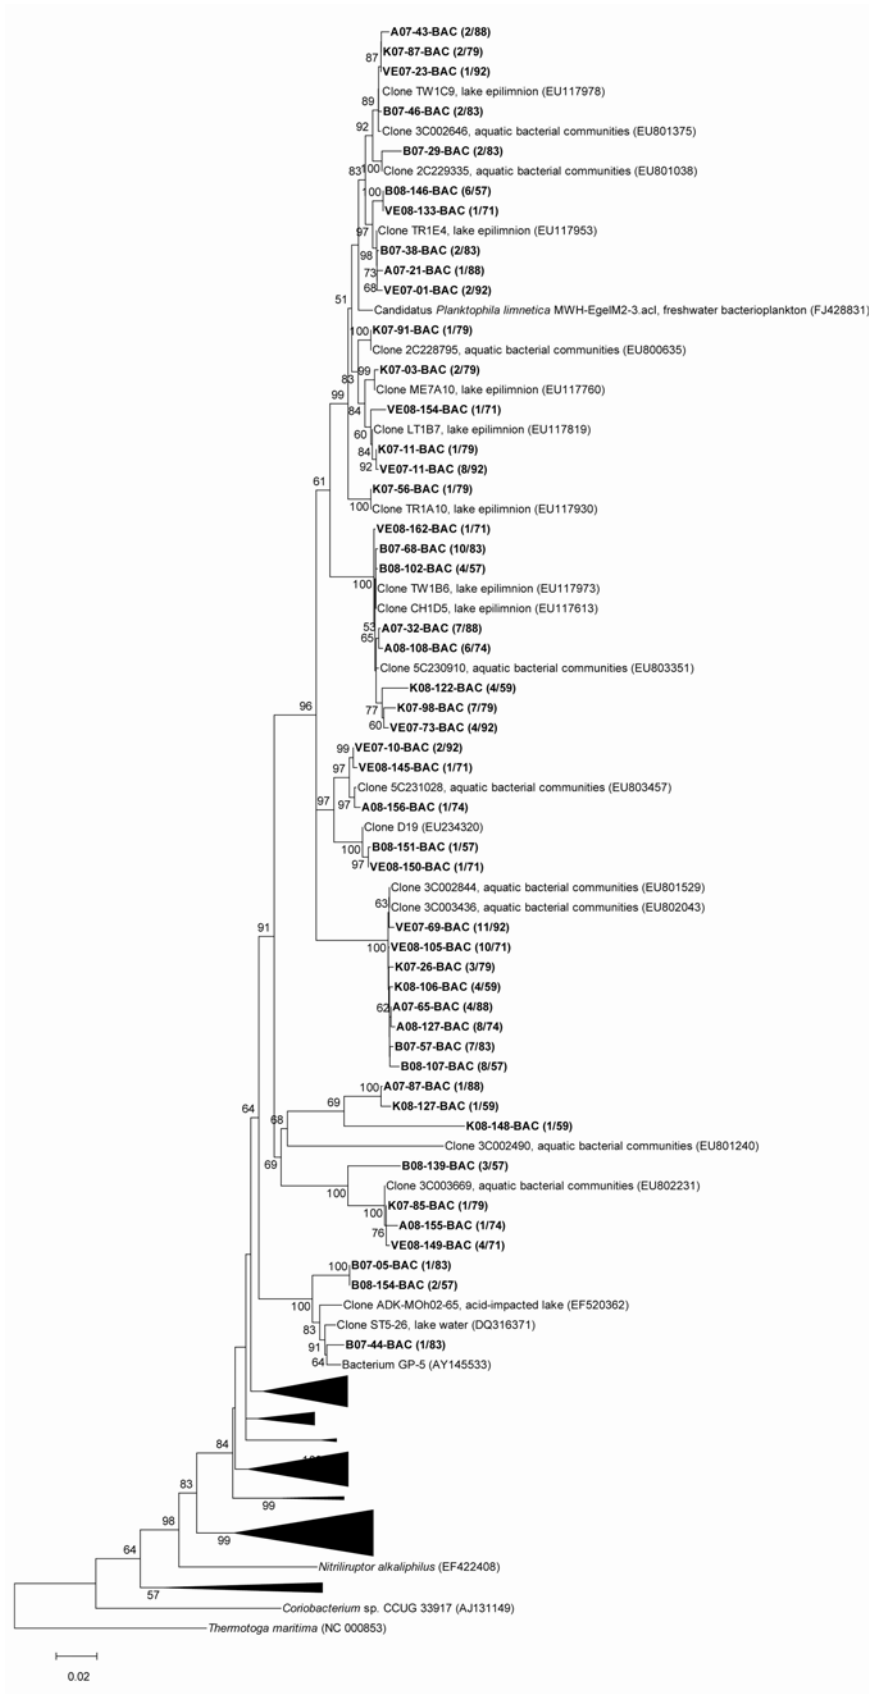 A07-43-BAC (2/88)
K07-87-BAC (2/79)
87
VE07-23-BAC (1/92)
Clone TW1C9, lake epilimnion (EU117978)
89
B07-46-BAC (2/83)
92
Clone 3C002646, aquatic bacterial communities (EU801375)
B07-29-BAC (2/83)
83
100
Clone 2C229335, aquatic bacterial communities (EU801038)
100
B08-146-BAC (6/57)
VE08-133-BAC (1/71)
97
Clone TR1E4, lake epilimnion (EU117953)
98
B07-38-BAC (2/83)
73
A07-21-BAC (1/88)
68
VE07-01-BAC (2/92)
51
Candidatus Planktophila limnetica MWH-EgelM2-3.acI, freshwater bacterioplankton (FJ428831)
100
K07-91-BAC (1/79)
Clone 2C228795, aquatic bacterial communities (EU800635)
99
K07-03-BAC (2/79)
83
Clone ME7A10, lake epilimnion (EU117760)
99
84
VE08-154-BAC (1/71)
60
Clone LT1B7, lake epilimnion (EU117819)
84
K07-11-BAC (1/79)
92
VE07-11-BAC (8/92)
61
K07-56-BAC (1/79)
100
Clone TR1A10, lake epilimnion (EU117930)
VE08-162-BAC (1/71)
B07-68-BAC (10/83)
B08-102-BAC (4/57)
100
Clone TW1B6, lake epilimnion (EU117973)
Clone CH1D5, lake epilimnion (EU117613)
53
A07-32-BAC (7/88)
65
A08-108-BAC (6/74)
Clone 5C230910, aquatic bacterial communities (EU803351)
K08-122-BAC (4/59)
96
77
K07-98-BAC (7/79)
60
VE07-73-BAC (4/92)
99
VE07-10-BAC (2/92)
97
VE08-145-BAC (1/71)
Clone 5C231028, aquatic bacterial communities (EU803457)
97
97
A08-156-BAC (1/74)
Clone D19 (EU234320)
100
B08-151-BAC (1/57)
97
VE08-150-BAC (1/71)
Clone 3C002844, aquatic bacterial communities (EU801529)
63
Clone 3C003436, aquatic bacterial communities (EU802043)
91
VE07-69-BAC (11/92)
100
VE08-105-BAC (10/71)
K07-26-BAC (3/79)
K08-106-BAC (4/59)
62
A07-65-BAC (4/88)
A08-127-BAC (8/74)
B07-57-BAC (7/83)
B08-107-BAC (8/57)
100
A07-87-BAC (1/88)
64
69
K08-127-BAC (1/59)
68
K08-148-BAC (1/59)
Clone 3C002490, aquatic bacterial communities (EU801240)
69
B08-139-BAC (3/57)
100
Clone 3C003669, aquatic bacterial communities (EU802231)
100
K07-85-BAC (1/79)
76
A08-155-BAC (1/74)
VE08-149-BAC (4/71)
100
B07-05-BAC (1/83)
B08-154-BAC (2/57)
100
Clone ADK-MOh02-65, acid-impacted lake (EF520362)
83
Clone ST5-26, lake water (DQ316371)
91
B07-44-BAC (1/83)
64
Bacterium GP-5 (AY145533)
84
83
99
98
99
64
Nitriliruptor alkaliphilus (EF422408)
57
Coriobacterium sp. CCUG 33917 (AJ131149)
Thermotoga maritima (NC 000853)
0.02